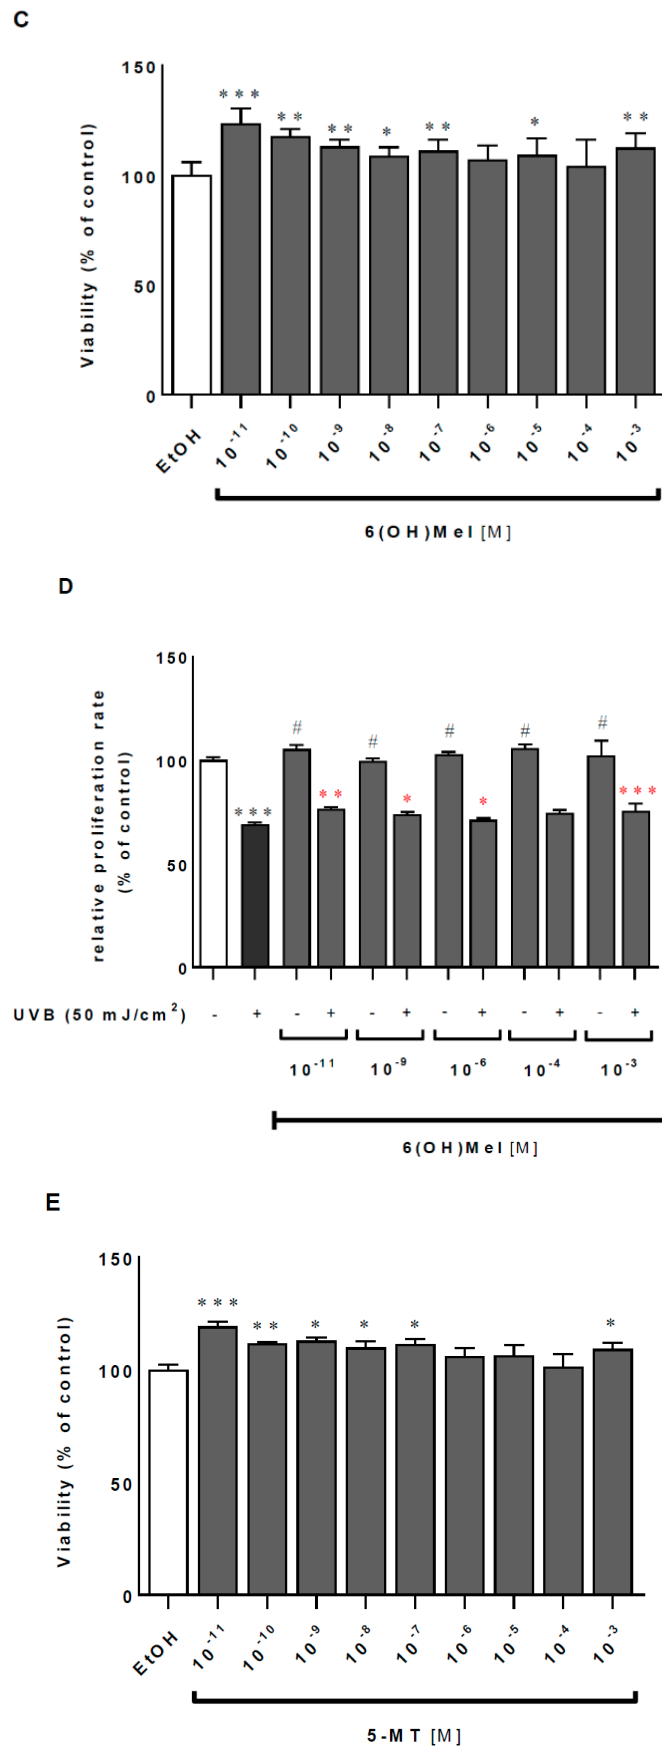 C
150
100
50
0
Viability (% of control)
*** ** ** * ** * **
EtOH 10⁻¹¹ 10⁻¹⁰ 10⁻⁹ 10⁻⁸ 10⁻⁷ 10⁻⁶ 10⁻⁵ 10⁻⁴ 10⁻³
6(OH)Mel [M]
D
150
100
50
0
relative proliferation rate
(% of control)
# # # # #
*** ** * * ***
UVB (50 mJ/cm²) - + - + - + - + - + - +
10⁻¹¹ 10⁻⁹ 10⁻⁶ 10⁻⁴ 10⁻³
6(OH)Mel [M]
E
150
100
50
0
Viability (% of control)
*** ** * * * *
EtOH 10⁻¹¹ 10⁻¹⁰ 10⁻⁹ 10⁻⁸ 10⁻⁷ 10⁻⁶ 10⁻⁵ 10⁻⁴ 10⁻³
5-MT [M]